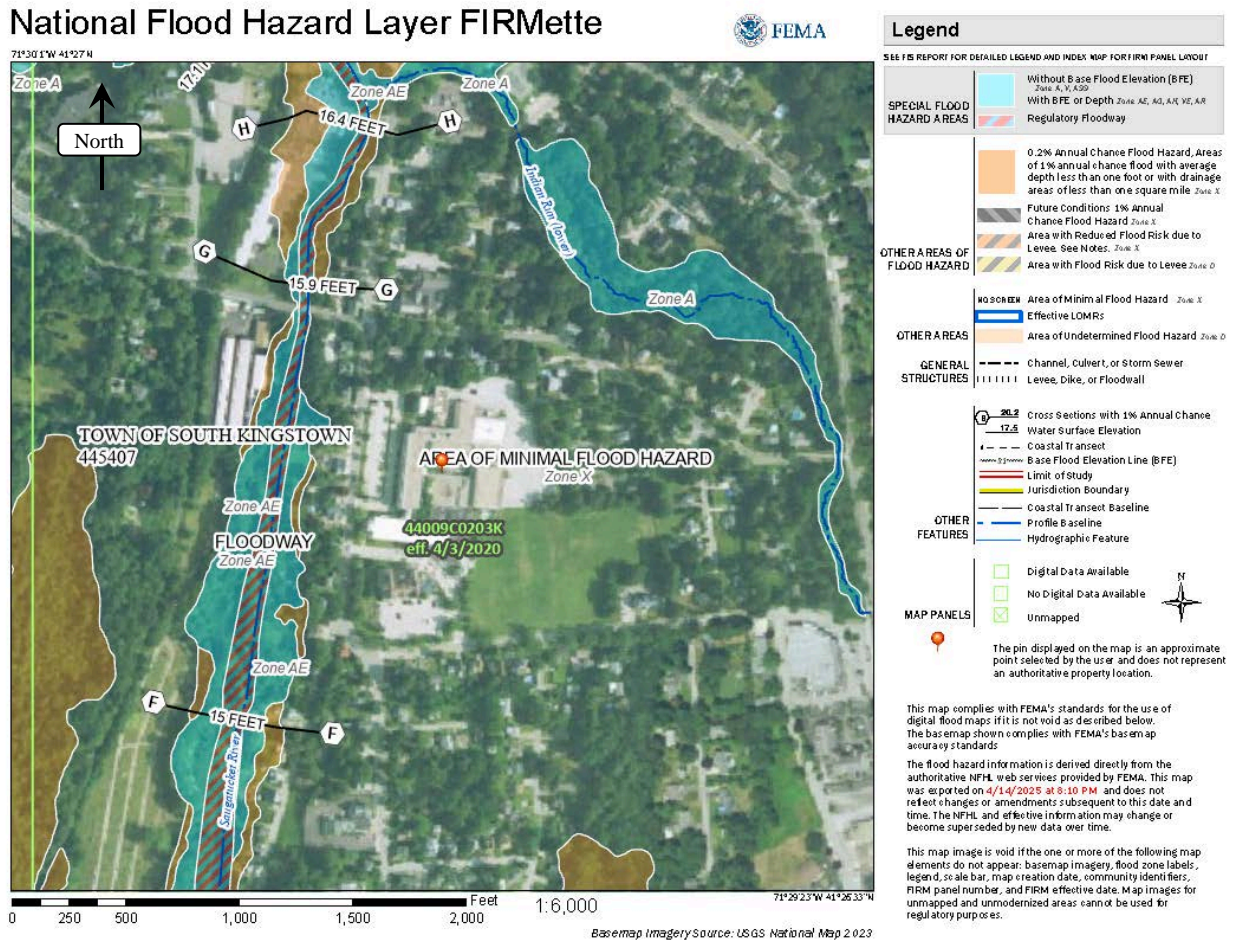 National Flood Hazard Layer FIRMette
FEMA
71°30'1"W 41°27'N
Zone A
17.1
Zone AE
Zone A
North
H
16.4 FEET
H
Indian Run (lower)
G
15.9 FEET
G
Zone A
TOWN OF SOUTH KINGSTOWN
445407
AREA OF MINIMAL FLOOD HAZARD
Zone X
Zone AE
44009C0203K
eff. 4/3/2020
FLOODWAY
Zone AE
Zone AE
F
15 FEET
F
Saugatucket River
71°29'23"W 41°26'33"N
0 250 500 1,000 1,500 2,000
Feet
1:6,000
Basemap Imagery Source: USGS National Map 2023
Legend
SEE FIS REPORT FOR DETAILED LEGEND AND INDEX MAP FOR FIRM PANEL LAYOUT
SPECIAL FLOOD
HAZARD AREAS
Without Base Flood Elevation (BFE)
Zone A, V, A99
With BFE or Depth Zone AE, AO, AH, VE, AR
Regulatory Floodway
OTHER AREAS OF
FLOOD HAZARD
0.2% Annual Chance Flood Hazard, Areas
of 1% annual chance flood with average
depth less than one foot or with drainage
areas of less than one square mile Zone X
Future Conditions 1% Annual
Chance Flood Hazard Zone X
Area with Reduced Flood Risk due to
Levee. See Notes. Zone X
Area with Flood Risk due to Levee Zone D
OTHER AREAS
NO SCREEN Area of Minimal Flood Hazard Zone X
Effective LOMRs
Area of Undetermined Flood Hazard Zone D
GENERAL
STRUCTURES
Channel, Culvert, or Storm Sewer
Levee, Dike, or Floodwall
OTHER
FEATURES
B 20.2 Cross Sections with 1% Annual Chance
17.5 Water Surface Elevation
Coastal Transect
Base Flood Elevation Line (BFE)
Limit of Study
Jurisdiction Boundary
Coastal Transect Baseline
Profile Baseline
Hydrographic Feature
MAP PANELS
Digital Data Available
No Digital Data Available
Unmapped
N
The pin displayed on the map is an approximate
point selected by the user and does not represent
an authoritative property location.
This map complies with FEMA's standards for the use of
digital flood maps if it is not void as described below.
The basemap shown complies with FEMA's basemap
accuracy standards
The flood hazard information is derived directly from the
authoritative NFHL web services provided by FEMA. This map
was exported on 4/14/2025 at 8:10 PM and does not
reflect changes or amendments subsequent to this date and
time. The NFHL and effective information may change or
become superseded by new data over time.
This map image is void if the one or more of the following map
elements do not appear: basemap imagery, flood zone labels,
legend, scale bar, map creation date, community identifiers,
FIRM panel number, and FIRM effective date. Map images for
unmapped and unmodernized areas cannot be used for
regulatory purposes.